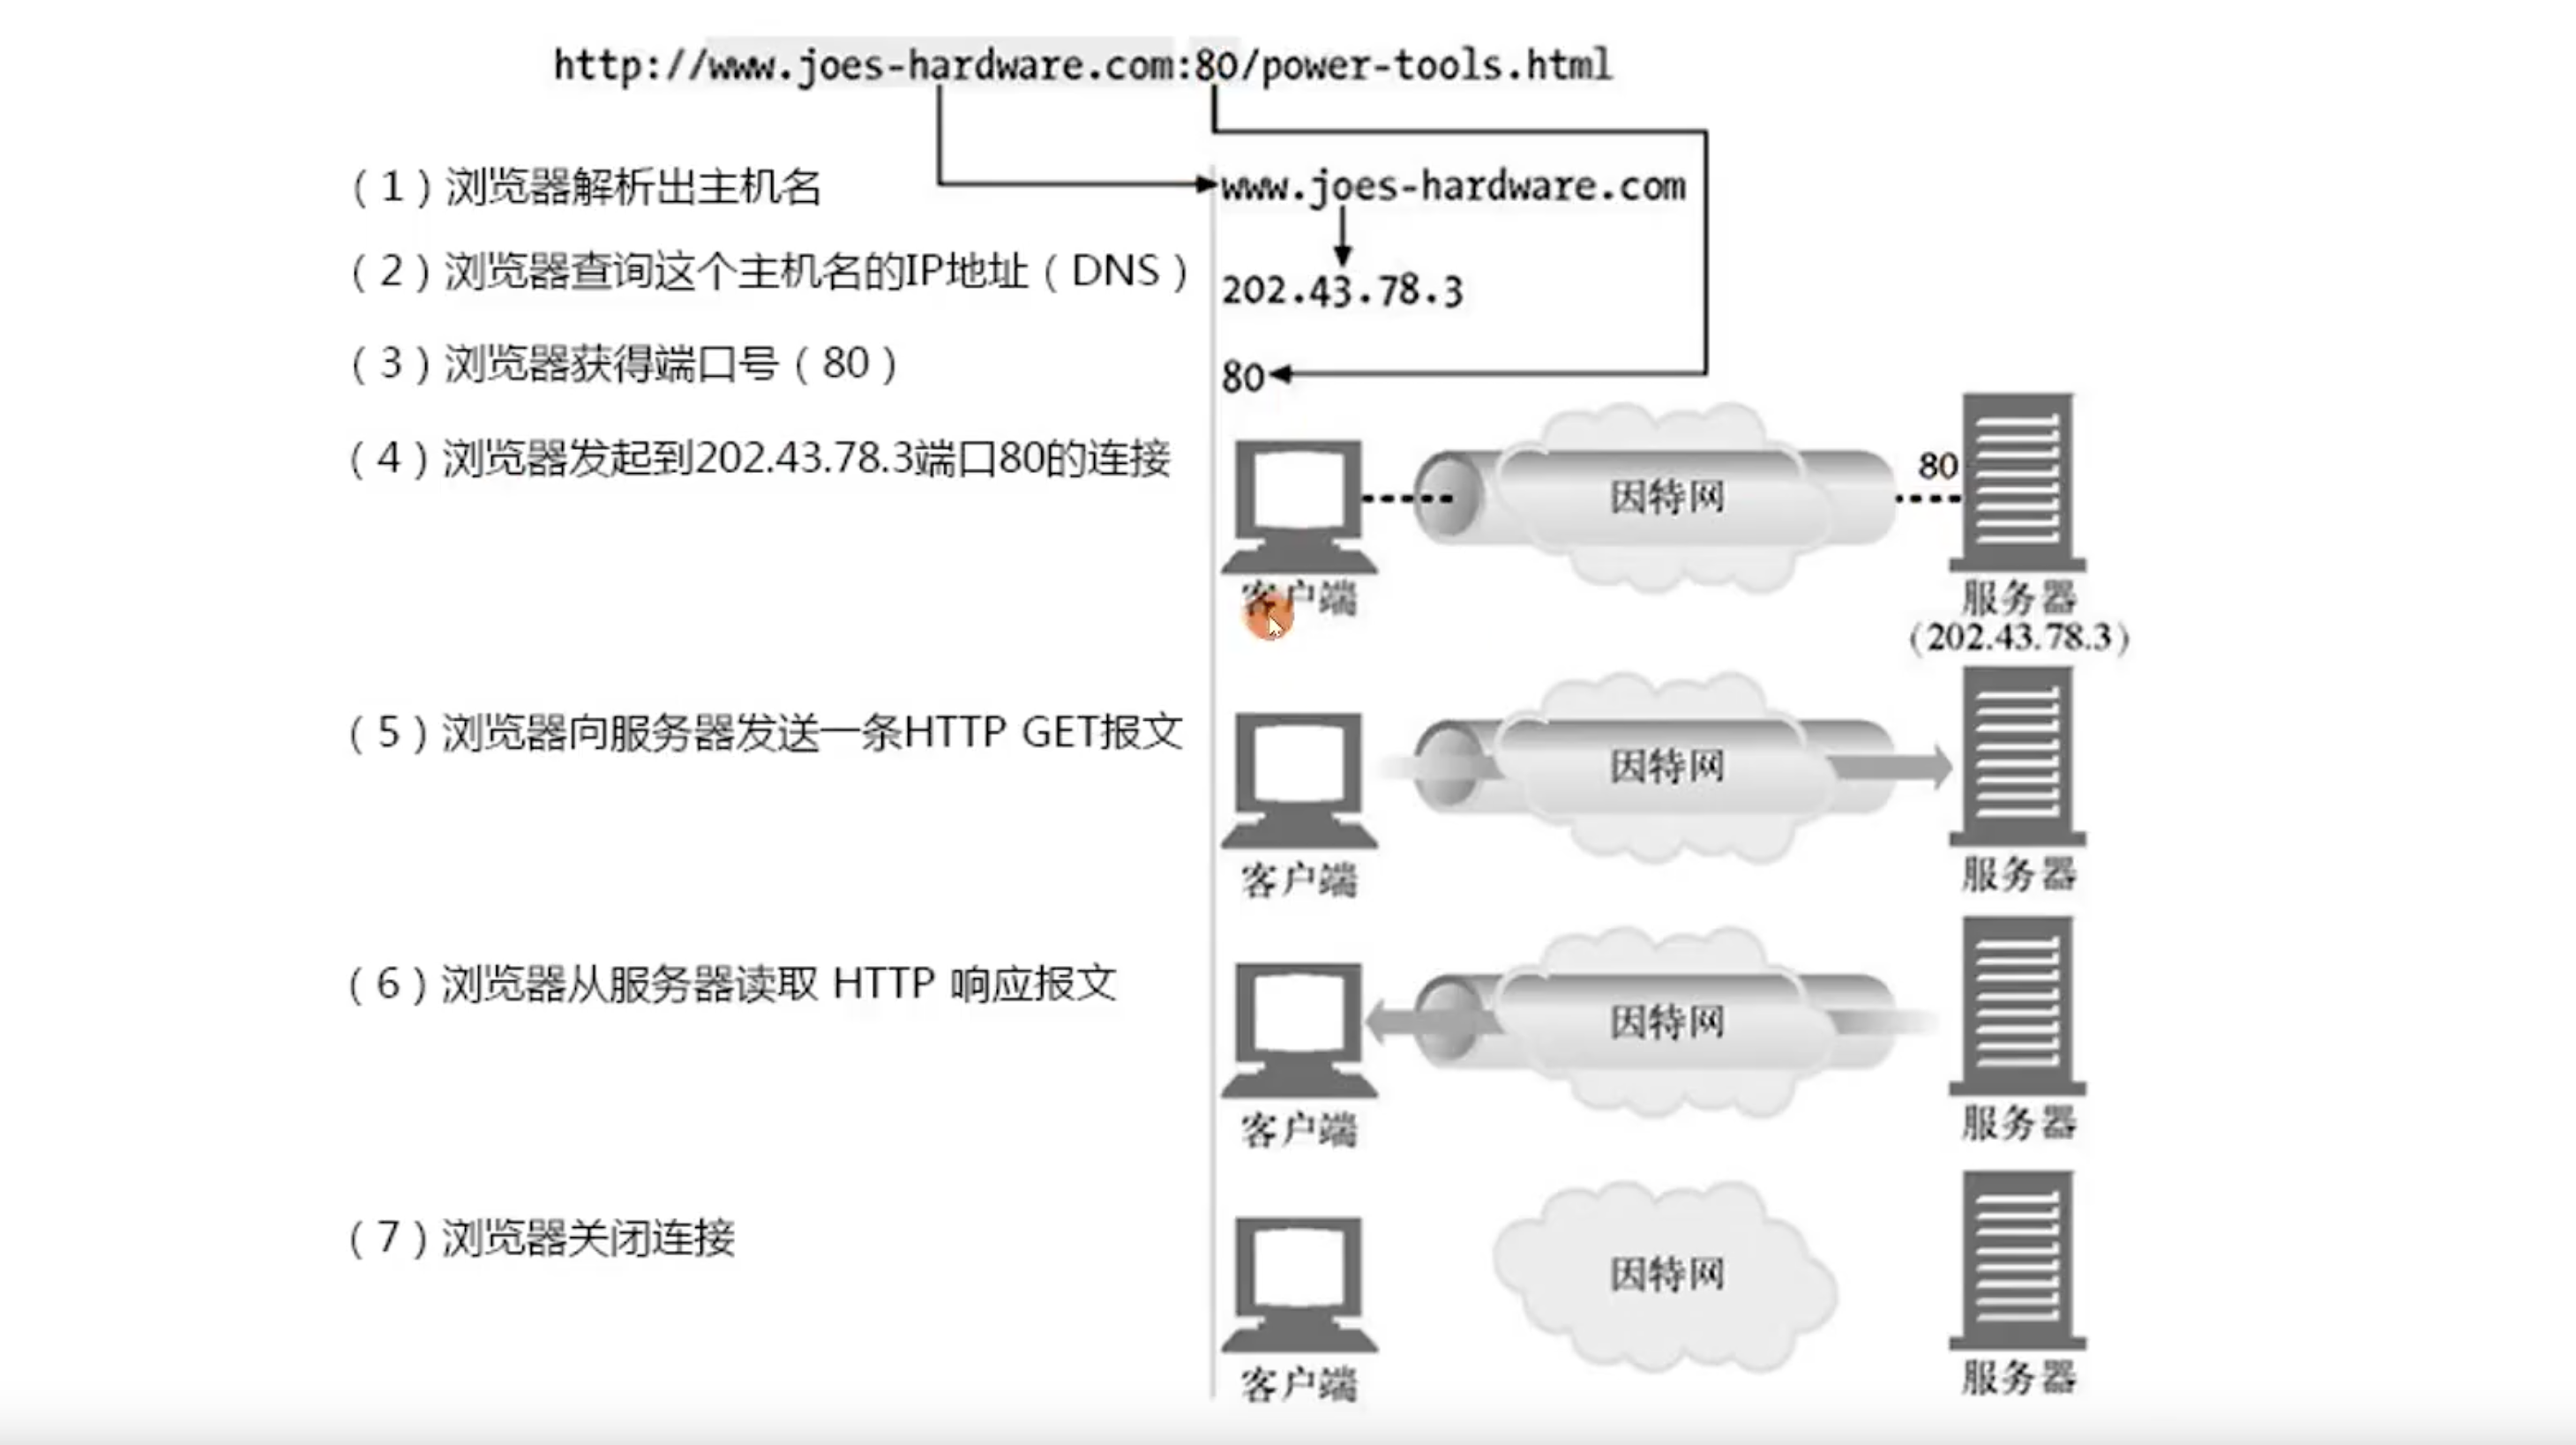 http://www.joes-hardware.com:80/power-tools.html
（1）浏览器解析出主机名
www.joes-hardware.com
（2）浏览器查询这个主机名的IP地址（DNS）
202.43.78.3
（3）浏览器获得端口号（80）
80
（4）浏览器发起到202.43.78.3端口80的连接
因特网
80
客户端
服务器
(202.43.78.3)
（5）浏览器向服务器发送一条HTTP GET报文
因特网
客户端
服务器
（6）浏览器从服务器读取 HTTP 响应报文
因特网
客户端
服务器
（7）浏览器关闭连接
因特网
客户端
服务器